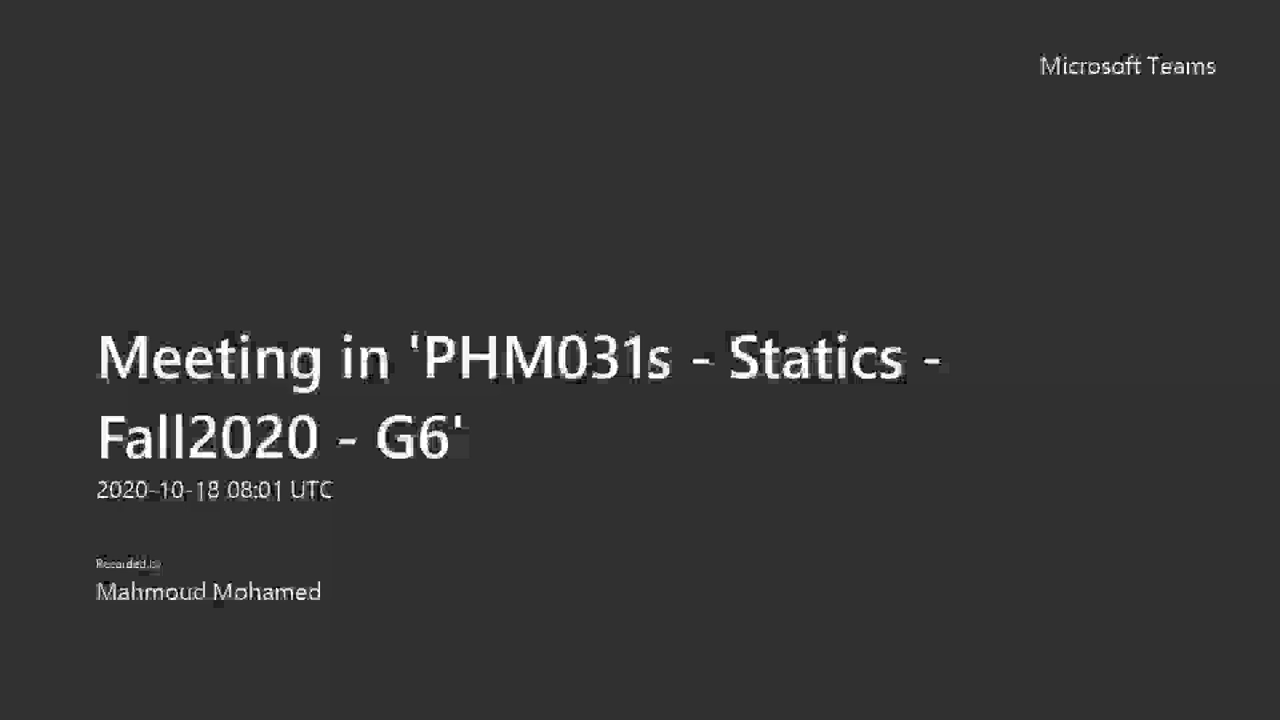 Microsoft Teams
Meeting in 'PHM031s - Statics -
Fall2020 - G6'
2020-10-18 08:01 UTC
Recorded by
Mahmoud Mohamed